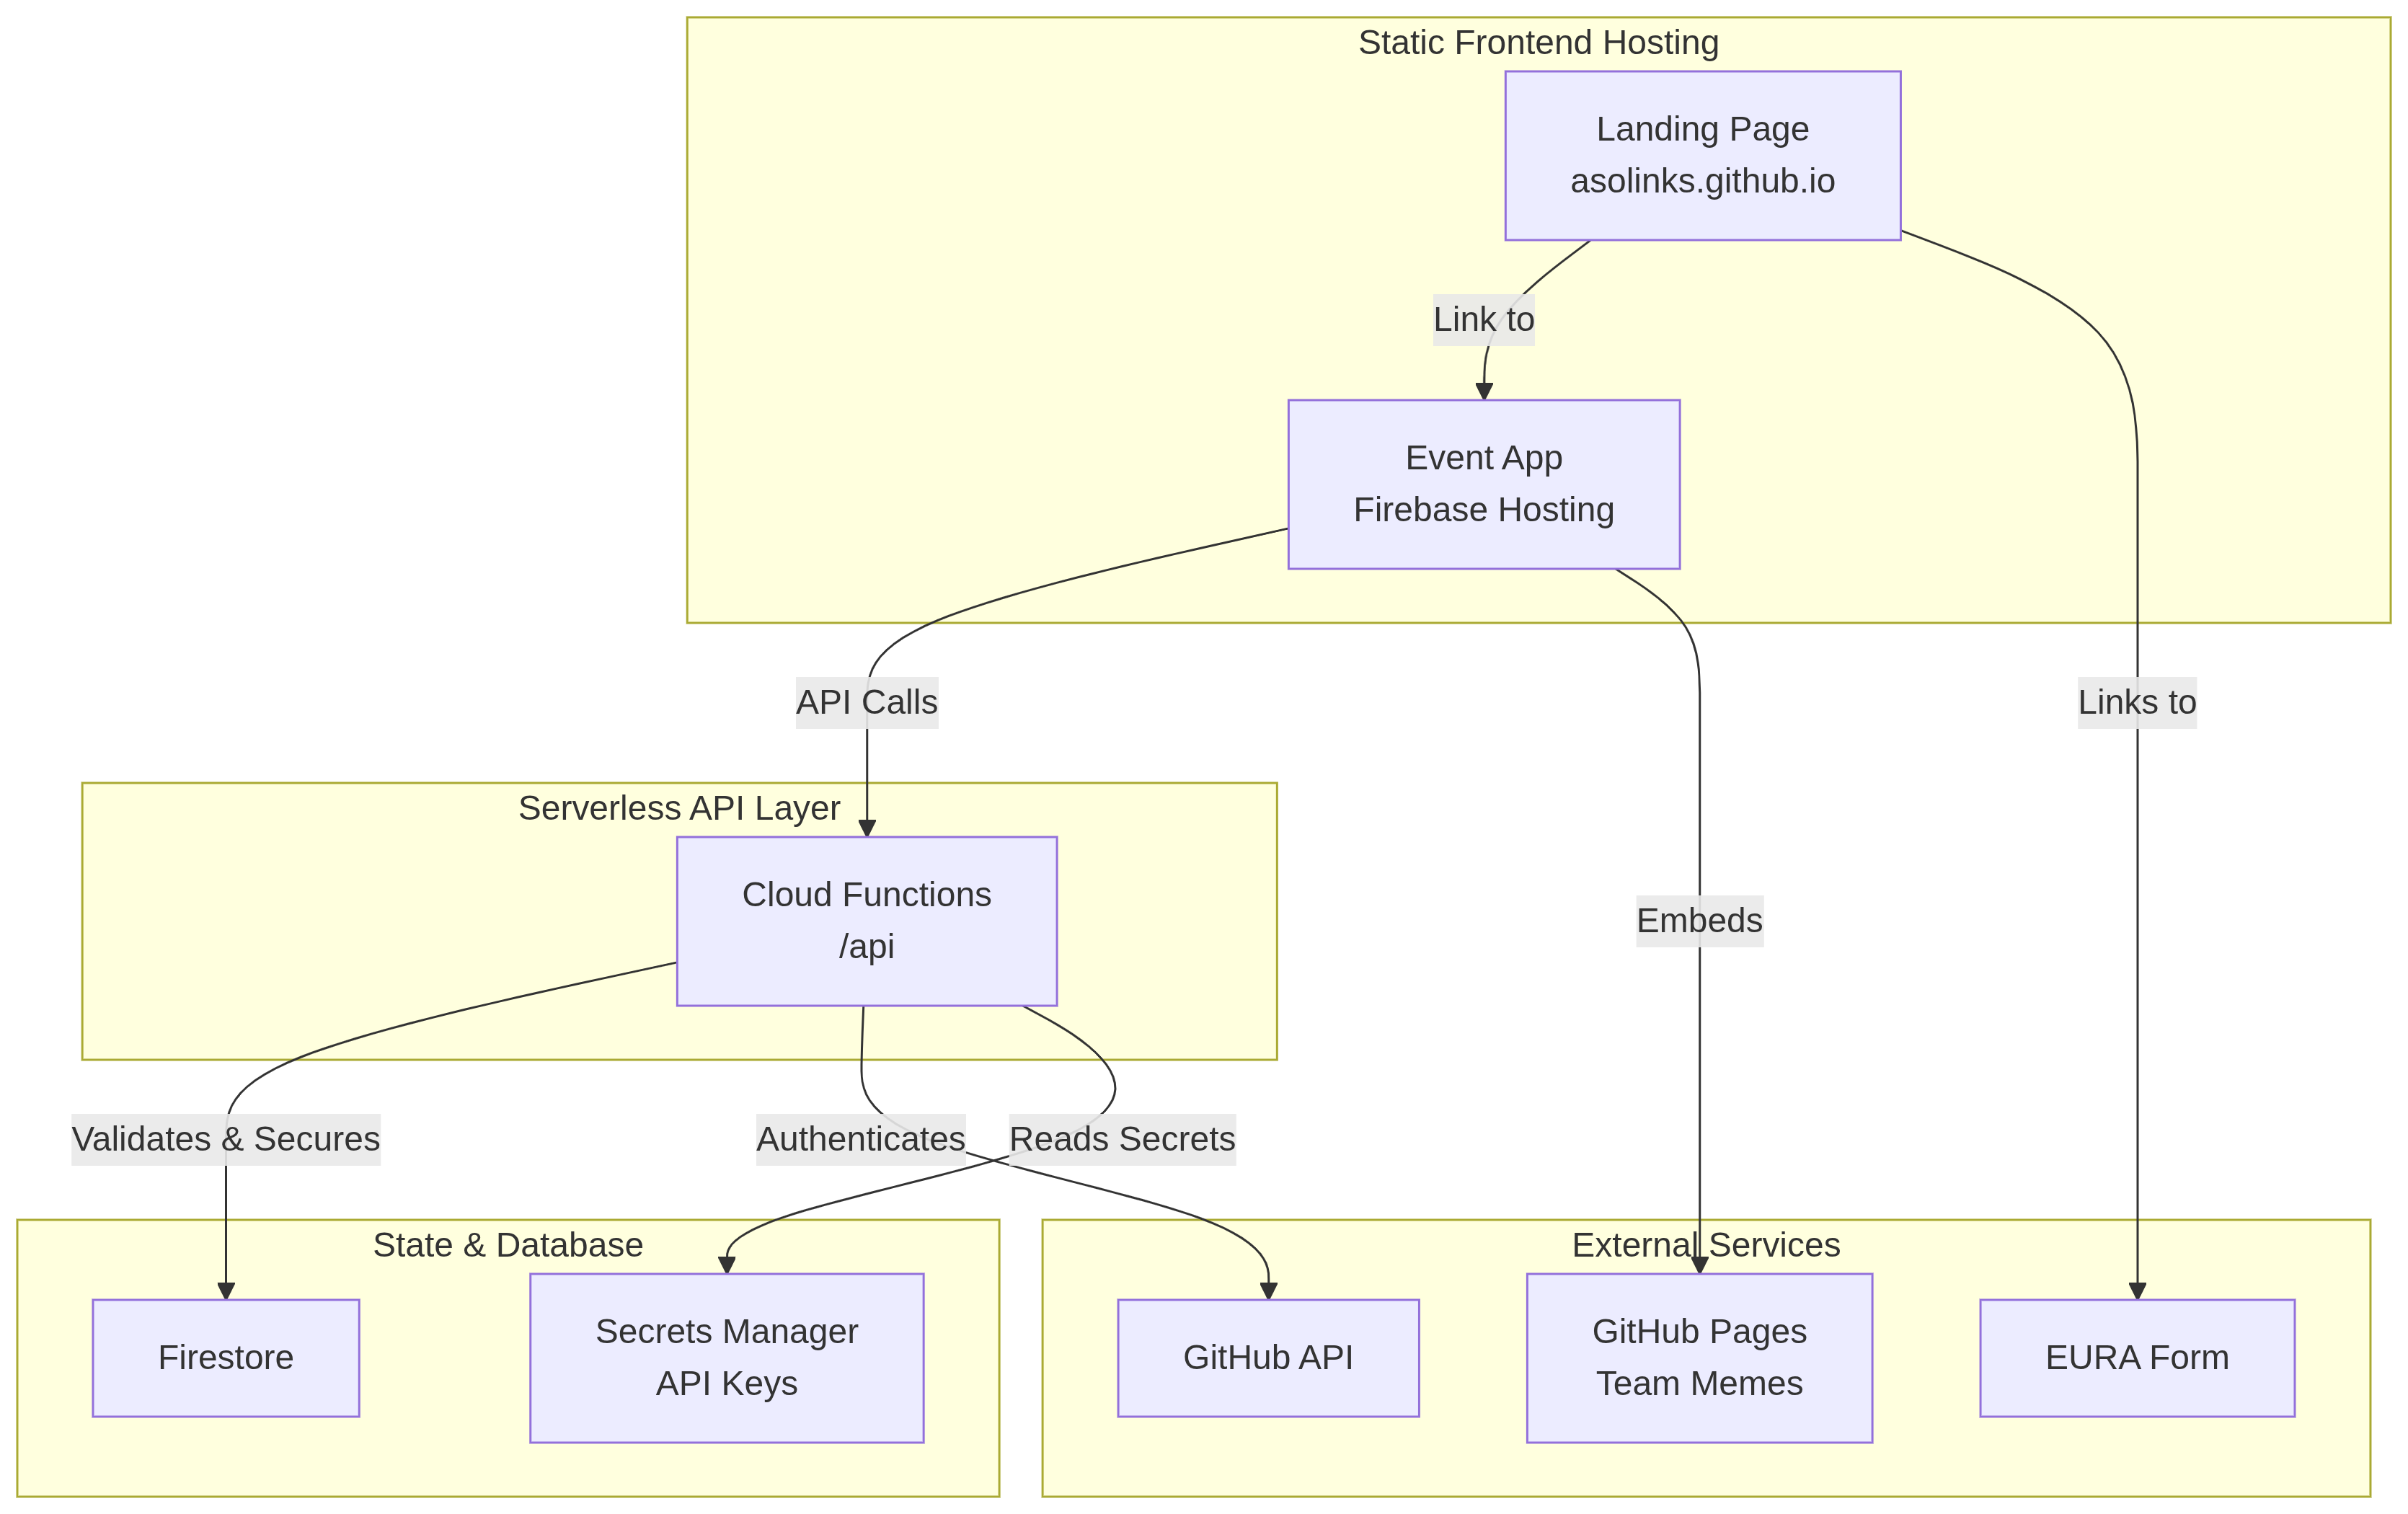 Static Frontend Hosting
Landing Page
asolinks.github.io
Link to
Event App
Firebase Hosting
API Calls
Links to
Serverless API Layer
Cloud Functions
/api
Embeds
Validates & Secures
Authenticates
Reads Secrets
State & Database
External Services
Firestore
Secrets Manager
API Keys
GitHub API
GitHub Pages
Team Memes
EURA Form